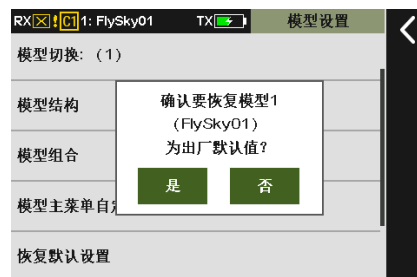 RX C1 1: FlySky01 TX 模型设置
模型切换: (1)
模型结构
模型组合
模型主菜单自
恢复默认设置
确认要恢复模型1
(FlySky01)
为出厂默认值?
是 否